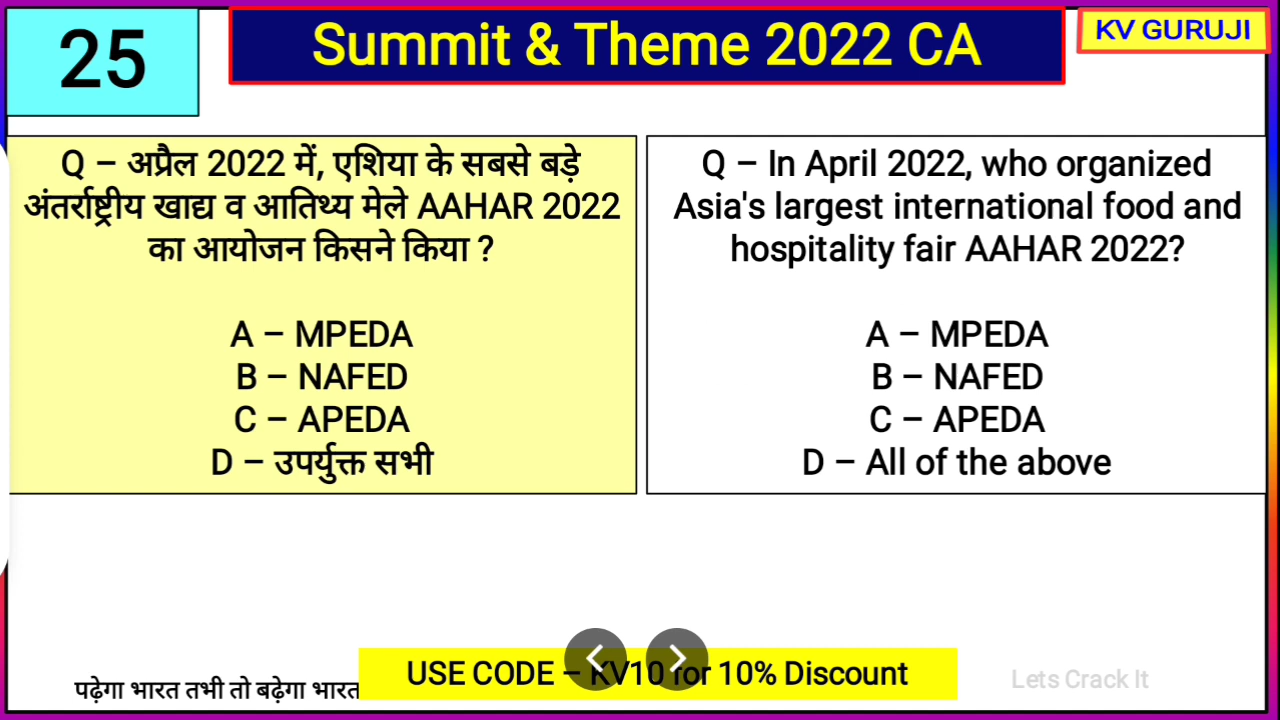 25
Summit & Theme 2022 CA
KV GURUJI
Q – अप्रैल 2022 में, एशिया के सबसे बड़े
अंतर्राष्ट्रीय खाद्य व आतिथ्य मेले AAHAR 2022
का आयोजन किसने किया ?
A – MPEDA
B – NAFED
C – APEDA
D – उपर्युक्त सभी
Q – In April 2022, who organized
Asia's largest international food and
hospitality fair AAHAR 2022?
A – MPEDA
B – NAFED
C – APEDA
D – All of the above
पढ़ेगा भारत तभी तो बढ़ेगा भारत
USE CODE – KV10 for 10% Discount
Lets Crack It